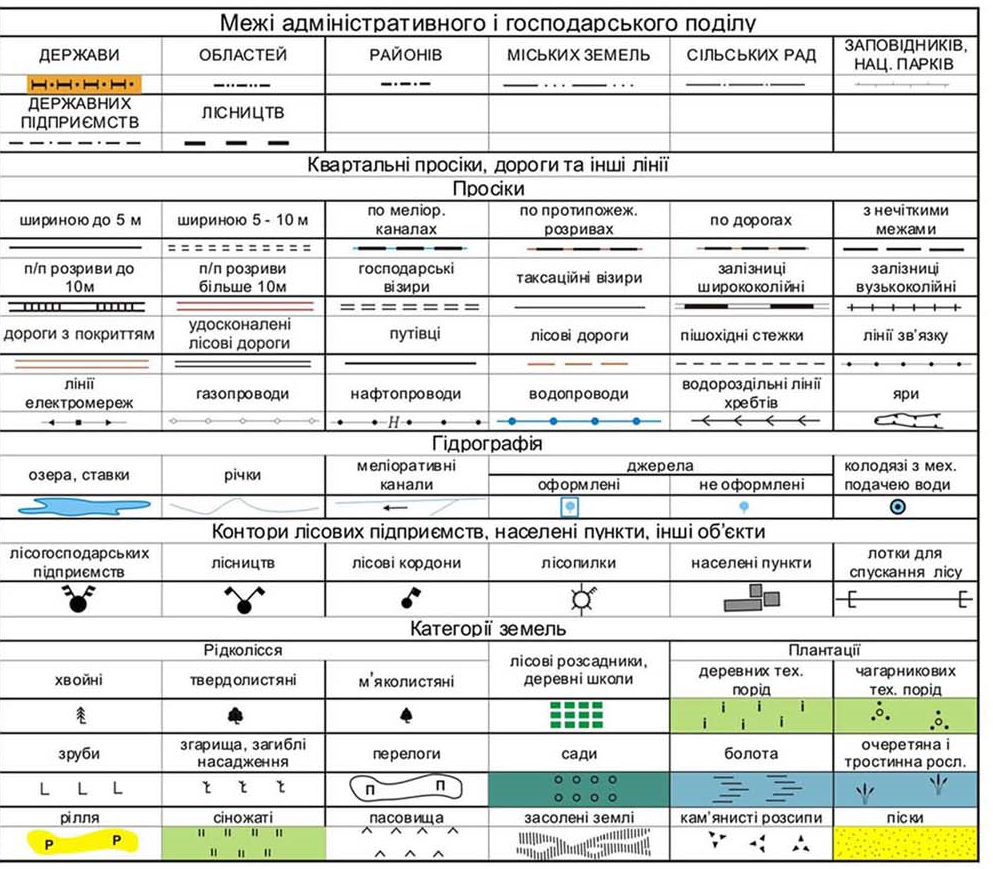 Межі адміністративного і господарського поділу
ДЕРЖАВИ
ОБЛАСТЕЙ
РАЙОНІВ
МІСЬКИХ ЗЕМЕЛЬ
СІЛЬСЬКИХ РАД
ЗАПОВІДНИКІВ,
НАЦ. ПАРКІВ
ДЕРЖАВНИХ
ПІДПРИЄМСТВ
ЛІСНИЦТВ
Квартальні просіки, дороги та інші лінії
Просіки
шириною до 5 м
шириною 5 - 10 м
по меліор.
каналах
по протипожеж.
розривах
по дорогах
з нечіткими
межами
п/п розриви до
10м
п/п розриви
більше 10м
господарські
візири
таксаційні візири
залізниці
ширококолійні
залізниці
вузькоколійні
дороги з покриттям
удосконалені
лісові дороги
путівці
лісові дороги
пішохідні стежки
лінії зв'язку
лінії
електромереж
газопроводи
нафтопроводи
водопроводи
водороздільні лінії
хребтів
яри
Н
Гідрографія
озера, ставки
річки
меліоративні
канали
джерела
оформлені
не оформлені
колодязі з мех.
подачею води
Контори лісових підприємств, населені пункти, інші об'єкти
лісогосподарських
підприємств
лісництв
лісові кордони
лісопилки
населені пункти
лотки для
спускання лісу
Категорії земель
Рідколісся
хвойні
твердолистяні
м'яколистяні
лісові розсадники,
деревні школи
Плантації
деревних тех.
порід
чагарникових
тех. порід
зруби
згарища, загиблі
насадження
перелоги
сади
болота
очеретяна і
тростинна росл.
П П
рілля
сіножаті
пасовища
засолені землі
кам'янисті розсипи
піски
Р Р